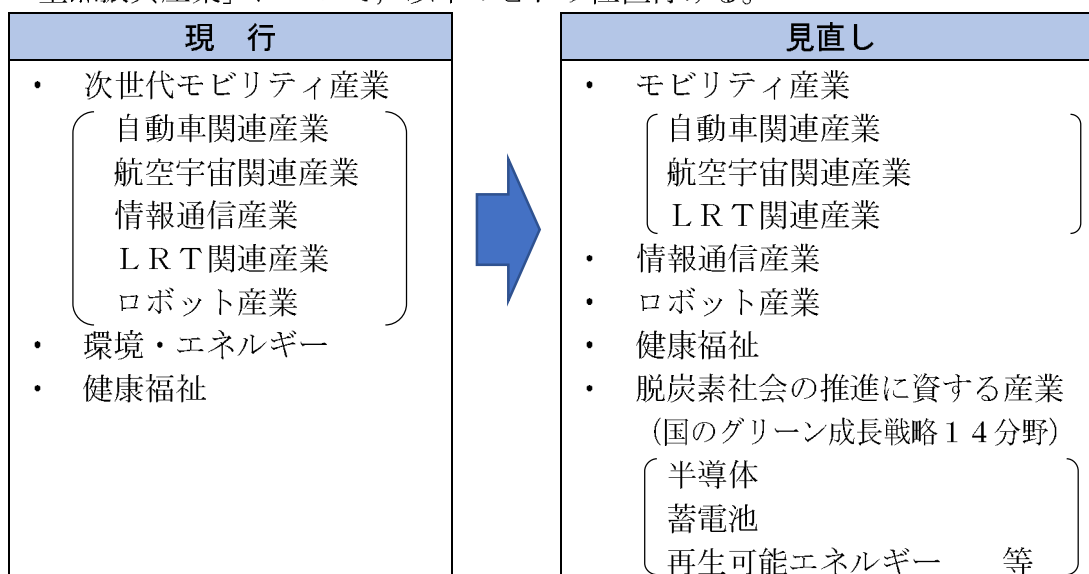 現　行
・　次世代モビリティ産業
自動車関連産業
航空宇宙関連産業
情報通信産業
ＬＲＴ関連産業
ロボット産業
・　環境・エネルギー
・　健康福祉
見直し
・　モビリティ産業
自動車関連産業
航空宇宙関連産業
ＬＲＴ関連産業
・　情報通信産業
・　ロボット産業
・　健康福祉
・　脱炭素社会の推進に資する産業
（国のグリーン成長戦略１４分野）
半導体
蓄電池
再生可能エネルギー　　等